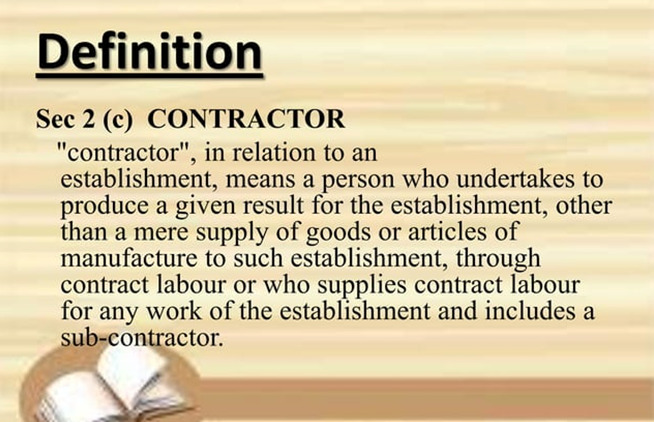 Definition
Sec 2 (c)  CONTRACTOR
"contractor", in relation to an
establishment, means a person who undertakes to
produce a given result for the establishment, other
than a mere supply of goods or articles of
manufacture to such establishment, through
contract labour or who supplies contract labour
for any work of the establishment and includes a
sub-contractor.